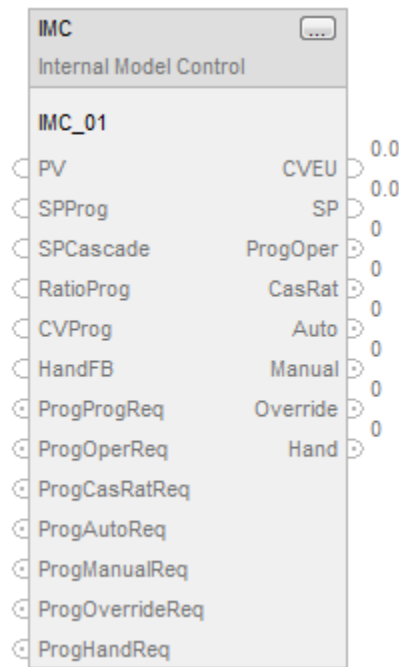 IMC ...
Internal Model Control
IMC_01
0.0
PV CVEU
0.0
SPProg SP
0
SPCascade ProgOper
0
RatioProg CasRat
0
CVProg Auto
0
HandFB Manual
0
ProgProgReq Override
0
ProgOperReq Hand
ProgCasRatReq
ProgAutoReq
ProgManualReq
ProgOverrideReq
ProgHandReq